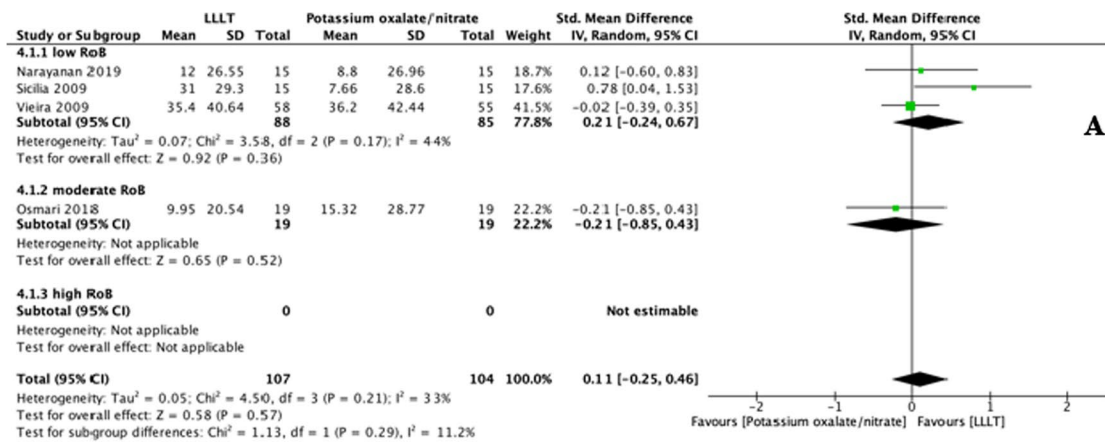 LLLT Potassium oxalate/nitrate Std. Mean Difference Std. Mean Difference
Study or Subgroup Mean SD Total Mean SD Total Weight IV, Random, 95% CI IV, Random, 95% CI
4.1.1 low RoB
Narayanan 2019 12 26.55 15 8.8 26.96 15 18.7% 0.12 [-0.60, 0.83]
Sicilia 2009 31 29.3 15 7.66 28.6 15 17.6% 0.78 [0.04, 1.53]
Vieira 2009 35.4 40.64 58 36.2 42.44 55 41.5% -0.02 [-0.39, 0.35]
Subtotal (95% CI) 88 85 77.8% 0.21 [-0.24, 0.67]
A
Heterogeneity: Tau² = 0.07; Chi² = 3.58, df = 2 (P = 0.17); I² = 44%
Test for overall effect: Z = 0.92 (P = 0.36)
4.1.2 moderate RoB
Osmari 2018 9.95 20.54 19 15.32 28.77 19 22.2% -0.21 [-0.85, 0.43]
Subtotal (95% CI) 19 19 22.2% -0.21 [-0.85, 0.43]
Heterogeneity: Not applicable
Test for overall effect: Z = 0.65 (P = 0.52)
4.1.3 high RoB
Subtotal (95% CI) 0 0 Not estimable
Heterogeneity: Not applicable
Test for overall effect: Not applicable
Total (95% CI) 107 104 100.0% 0.11 [-0.25, 0.46]
Heterogeneity: Tau² = 0.05; Chi² = 4.50, df = 3 (P = 0.21); I² = 33%
Test for overall effect: Z = 0.58 (P = 0.57)
Test for subgroup differences: Chi² = 1.13, df = 1 (P = 0.29), I² = 11.2%
-2 -1 0 1 2
Favours [Potassium oxalate/nitrate] Favours [LLLT]